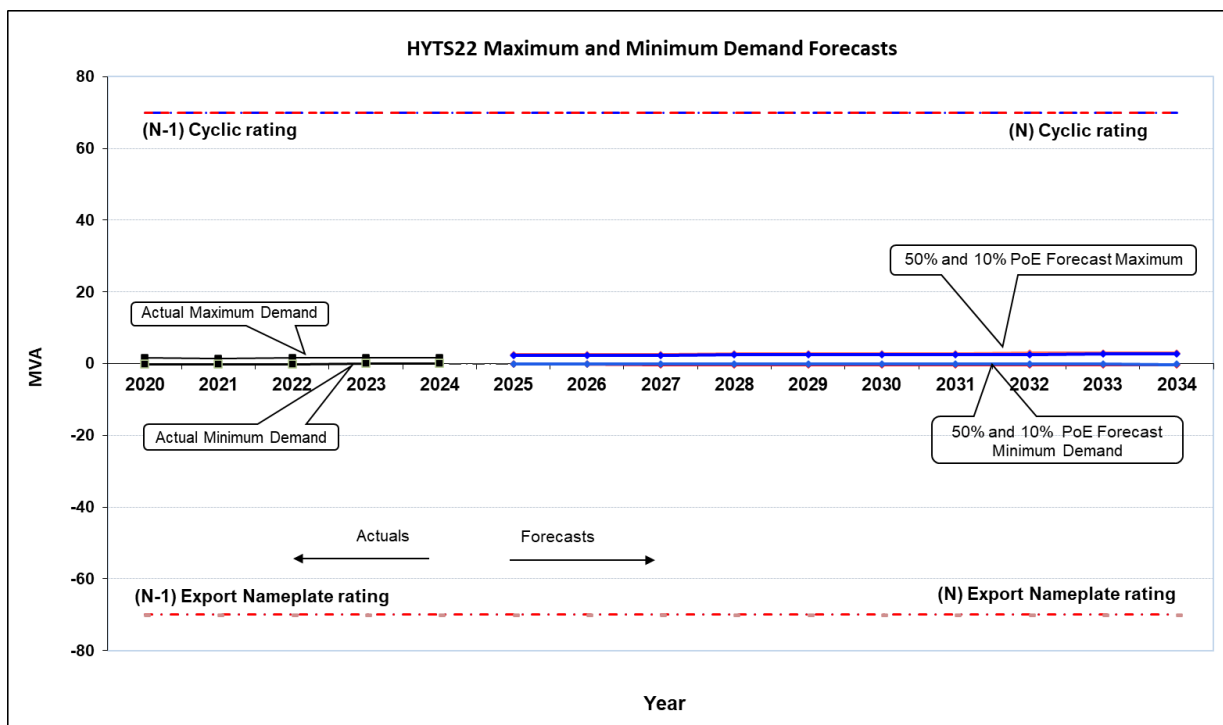 HYTS22 Maximum and Minimum Demand Forecasts
80
60
40
20
0
-20
-40
-60
-80
MVA
(N-1) Cyclic rating
(N) Cyclic rating
50% and 10% PoE Forecast Maximum
Actual Maximum Demand
2020 2021 2022 2023 2024 2025 2026 2027 2028 2029 2030 2031 2032 2033 2034
Actual Minimum Demand
50% and 10% PoE Forecast
Minimum Demand
Actuals
Forecasts
(N-1) Export Nameplate rating
(N) Export Nameplate rating
Year